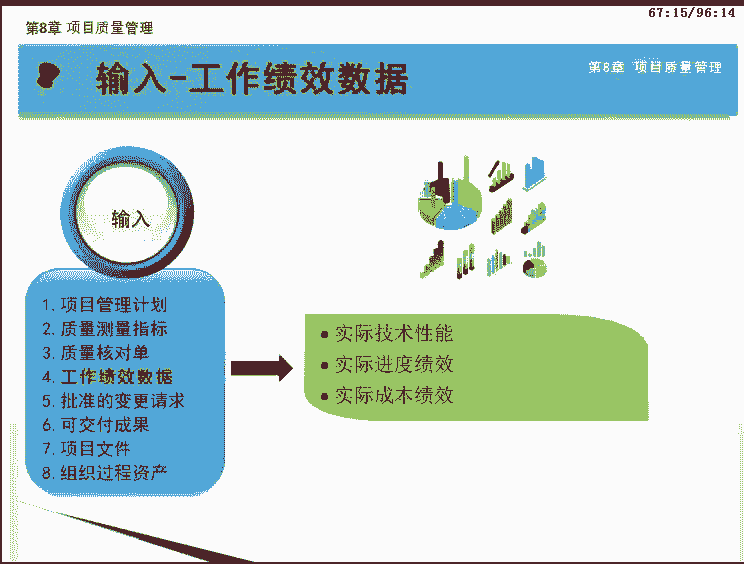 67:15/96:14
第8章 项目质量管理
输入-工作绩效数据
第8章 项目质量管理
输入
1. 项目管理计划
2. 质量测量指标
3. 质量核对单
4. 工作绩效数据
5. 批准的变更请求
6. 可交付成果
7. 项目文件
8. 组织过程资产
• 实际技术性能
• 实际进度绩效
• 实际成本绩效